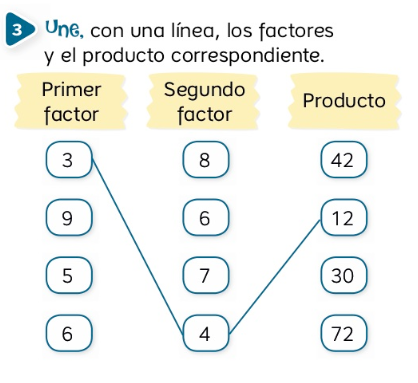 3 Une, con una línea, los factores
y el producto correspondiente.
Primer factor Segundo factor Producto
3 8 42
9 6 12
5 7 30
6 4 72